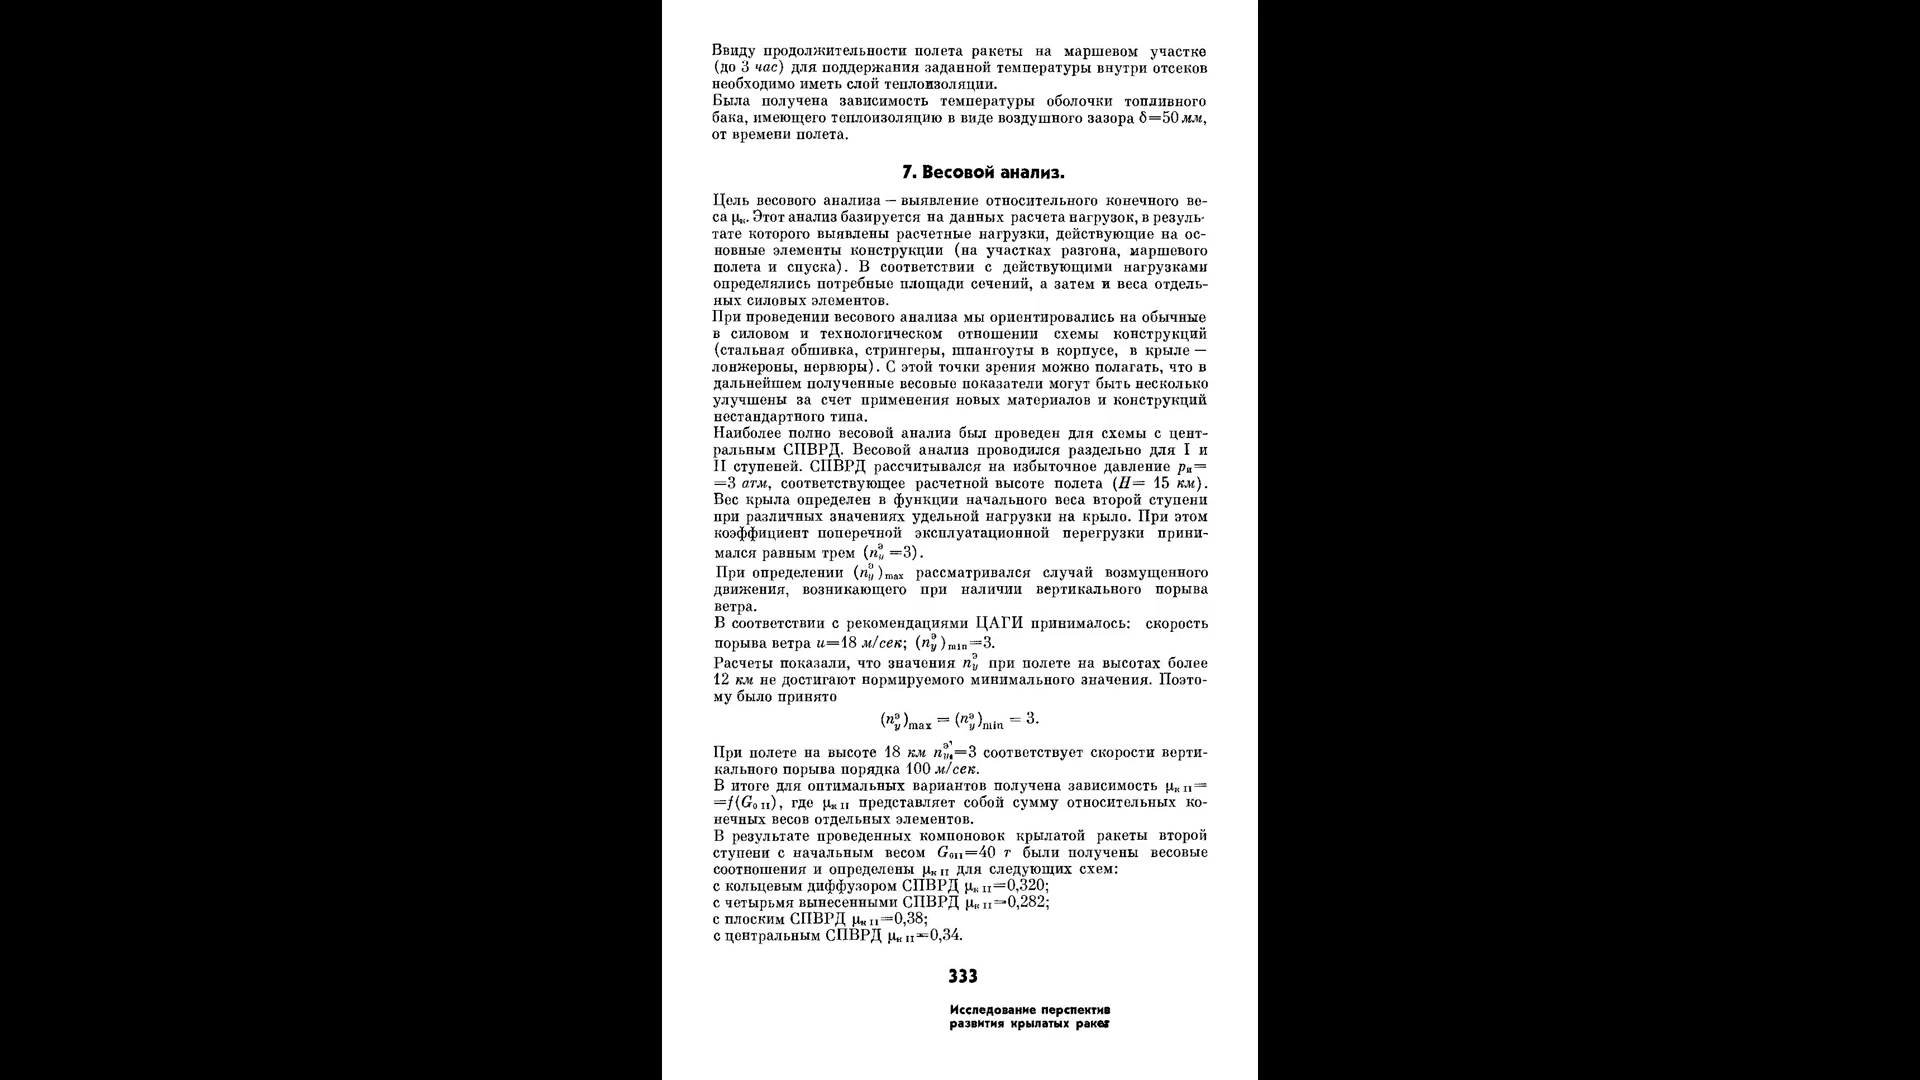 Ввиду продолжительности полета ракеты на маршевом участке
(до 3 час) для поддержания заданной температуры внутри отсеков
необходимо иметь слой теплоизоляции.
Была получена зависимость температуры оболочки топливного
бака, имеющего теплоизоляцию в виде воздушного зазора δ=50 мм,
от времени полета.
7. Весовой анализ.
Цель весового анализа — выявление относительного конечного ве-
са μк. Этот анализ базируется на данных расчета нагрузок, в резуль-
тате которого выявлены расчетные нагрузки, действующие на ос-
новные элементы конструкции (на участках разгона, маршевого
полета и спуска). В соответствии с действующими нагрузками
определялись потребные площади сечений, а затем и веса отдель-
ных силовых элементов.
При проведении весового анализа мы ориентировались на обычные
в силовом и технологическом отношении схемы конструкций
(стальная обшивка, стрингеры, шпангоуты в корпусе, в крыле —
лонжероны, нервюры). С этой точки зрения можно полагать, что в
дальнейшем полученные весовые показатели могут быть несколько
улучшены за счет применения новых материалов и конструкций
нестандартного типа.
Наиболее полно весовой анализ был проведен для схемы с цент-
ральным СПВРД. Весовой анализ проводился раздельно для I и
II ступеней. СПВРД рассчитывался на избыточное давление pи=
=3 атм, соответствующее расчетной высоте полета (H= 15 км).
Вес крыла определен в функции начального веса второй ступени
при различных значениях удельной нагрузки на крыло. При этом
коэффициент поперечной эксплуатационной перегрузки прини-
мался равным трем (nуэ =3).
При определении (nуэ)max рассматривался случай возмущенного
движения, возникающего при наличии вертикального порыва
ветра.
В соответствии с рекомендациями ЦАГИ принималось: скорость
порыва ветра u=18 м/сек; (nуэ)min=3.
Расчеты показали, что значения nуэ при полете на высотах более
12 км не достигают нормируемого минимального значения. Поэто-
му было принято
(nуэ)max = (nуэ)min = 3.
При полете на высоте 18 км nуэ=3 соответствует скорости верти-
кального порыва порядка 100 м/сек.
В итоге для оптимальных вариантов получена зависимость μк II=
=f(G0 II), где μк II представляет собой сумму относительных ко-
нечных весов отдельных элементов.
В результате проведенных компоновок крылатой ракеты второй
ступени с начальным весом G0II=40 т были получены весовые
соотношения и определены μк II для следующих схем:
с кольцевым диффузором СПВРД μк II=0,320;
с четырьмя вынесенными СПВРД μк II=0,282;
с плоским СПВРД μк II=0,38;
с центральным СПВРД μк II=0,34.
333
Исследование перспектив
развития крылатых ракет